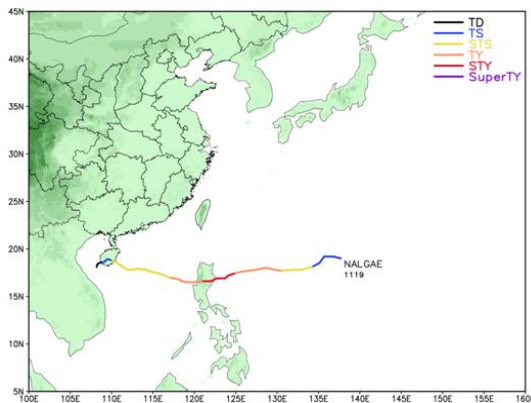 45N
TD
TS
STS
40N
TY
STY
SuperTY
35N
30N
25N
20N
NALGAE
1119
15N
10N
5N
100E 105E 110E 115E 120E 125E 130E 135E 140E 145E 150E 155E 160E